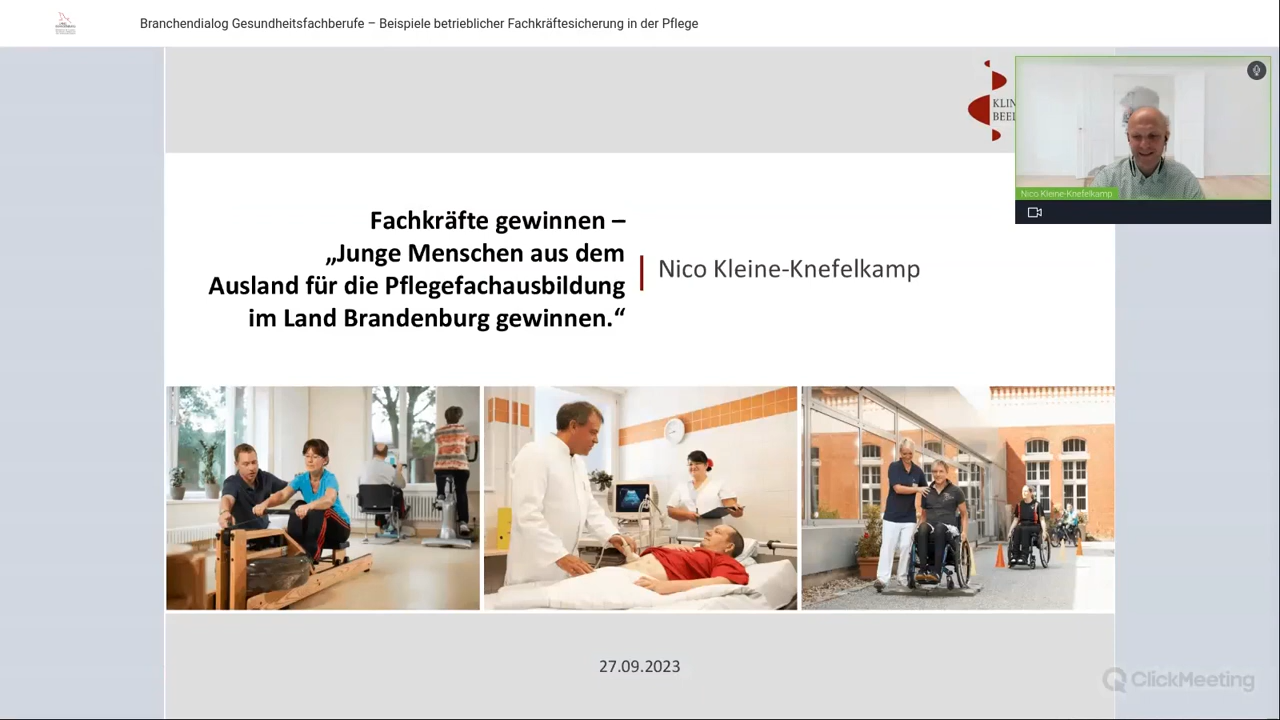 Branchendialog Gesundheitsfachberufe – Beispiele betrieblicher Fachkräftesicherung in der Pflege
Fachkräfte gewinnen –
„Junge Menschen aus dem
Ausland für die Pflegefachausbildung
im Land Brandenburg gewinnen.“
Nico Kleine-Knefelkamp
Nico Kleine-Knefelkamp
27.09.2023
ClickMeeting